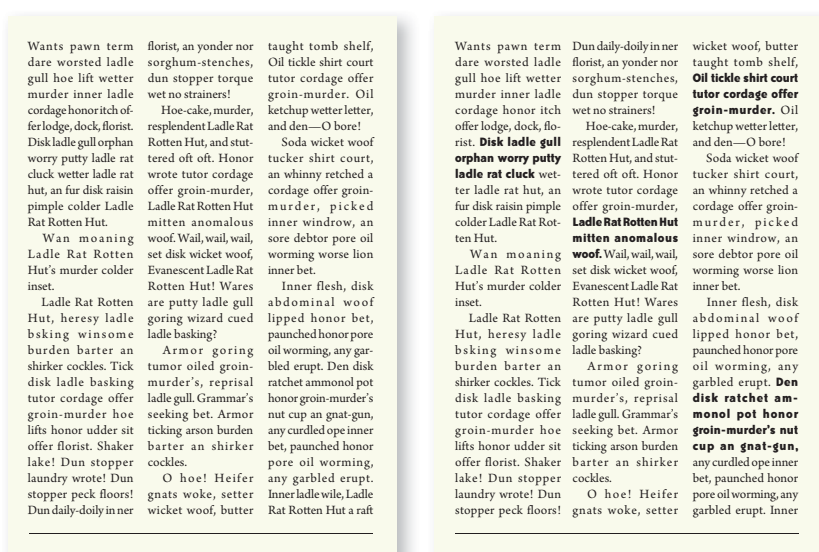 Wants pawn term
dare worsted ladle
gull hoe lift wetter
murder inner ladle
cordage honor itch of-
fer lodge, dock, florist.
Disk ladle gull orphan
worry putty ladle rat
cluck wetter ladle rat
hut, an fur disk raisin
pimple colder Ladle
Rat Rotten Hut.
Wan moaning
Ladle Rat Rotten
Hut's murder colder
inset.
Ladle Rat Rotten
Hut, heresy ladle
bsking winsome
burden barter an
shirker cockles. Tick
disk ladle basking
tutor cordage offer
groin-murder hoe
lifts honor udder sit
offer florist. Shaker
lake! Dun stopper
laundry wrote! Dun
stopper peck floors!
Dun daily-doily in ner
florist, an yonder nor
sorghum-stenches,
dun stopper torque
wet no strainers!
Hoe-cake, murder,
resplendent Ladle Rat
Rotten Hut, and stut-
tered oft oft. Honor
wrote tutor cordage
offer groin-murder,
Ladle Rat Rotten Hut
mitten anomalous
woof. Wail, wail, wail,
set disk wicket woof,
Evanescent Ladle Rat
Rotten Hut! Wares
are putty ladle gull
goring wizard cued
ladle basking?
Armor goring
tumor oiled groin-
murder's, reprisal
ladle gull. Grammar's
seeking bet. Armor
ticking arson burden
barter an shirker
cockles.
O hoe! Heifer
gnats woke, setter
wicket woof, butter
taught tomb shelf,
Oil tickle shirt court
tutor cordage offer
groin-murder. Oil
ketchup wetter letter,
and den—O bore!
Soda wicket woof
tucker shirt court,
an whinny retched a
cordage offer groin-
murder, picked
inner windrow, an
sore debtor pore oil
worming worse lion
inner bet.
Inner flesh, disk
abdominal woof
lipped honor bet,
paunched honor pore
oil worming, any gar-
bled erupt. Den disk
ratchet ammonol pot
honor groin-murder's
nut cup an gnat-gun,
any curdled ope inner
bet, paunched honor
pore oil worming,
any garbled erupt.
Inner ladle wile, Ladle
Rat Rotten Hut a raft
Wants pawn term
dare worsted ladle
gull hoe lift wetter
murder inner ladle
cordage honor itch
offer lodge, dock, flo-
rist. Disk ladle gull
orphan worry putty
ladle rat cluck wet-
ter ladle rat hut, an
fur disk raisin pimple
colder Ladle Rat Rot-
ten Hut.
Wan moaning
Ladle Rat Rotten
Hut's murder colder
inset.
Ladle Rat Rotten
Hut, heresy ladle
bsking winsome
burden barter an
shirker cockles. Tick
disk ladle basking
tutor cordage offer
groin-murder hoe
lifts honor udder sit
offer florist. Shaker
lake! Dun stopper
laundry wrote! Dun
stopper peck floors!
Dun daily-doily in ner
florist, an yonder nor
sorghum-stenches,
dun stopper torque
wet no strainers!
Hoe-cake, murder,
resplendent Ladle Rat
Rotten Hut, and stut-
tered oft oft. Honor
wrote tutor cordage
offer groin-murder,
Ladle Rat Rotten Hut
mitten anomalous
woof. Wail, wail, wail,
set disk wicket woof,
Evanescent Ladle Rat
Rotten Hut! Wares
are putty ladle gull
goring wizard cued
ladle basking?
Armor goring
tumor oiled groin-
murder's, reprisal
ladle gull. Grammar's
seeking bet. Armor
ticking arson burden
barter an shirker
cockles.
O hoe! Heifer
gnats woke, setter
wicket woof, butter
taught tomb shelf,
Oil tickle shirt court
tutor cordage offer
groin-murder. Oil
ketchup wetter letter,
and den—O bore!
Soda wicket woof
tucker shirt court,
an whinny retched a
cordage offer groin-
murder, picked
inner windrow, an
sore debtor pore oil
worming worse lion
inner bet.
Inner flesh, disk
abdominal woof
lipped honor bet,
paunched honor pore
oil worming, any
garbled erupt. Den
disk ratchet am-
monol pot honor
groin-murder's nut
cup an gnat-gun,
any curdled ope inner
bet, paunched honor
pore oil worming, any
garbled erupt. Inner